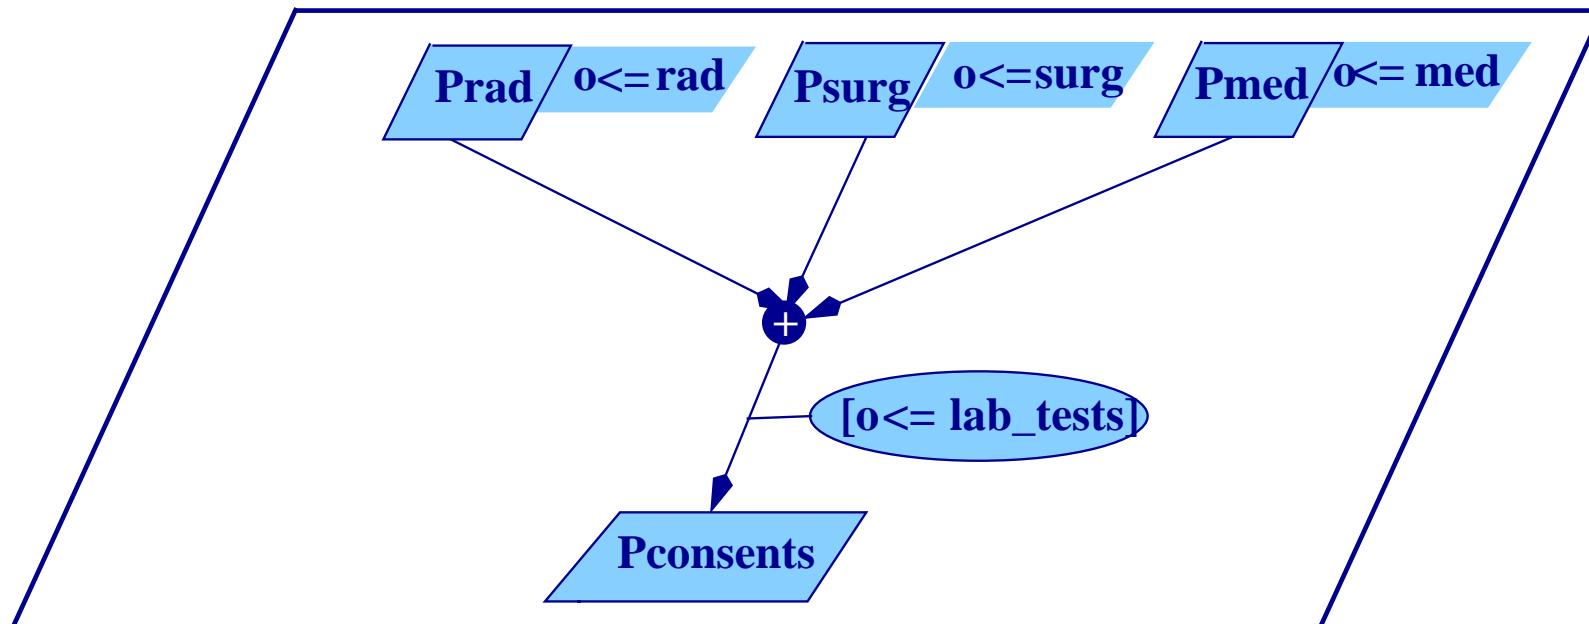 Prad o<=rad Psurg o<=surg Pmed o<= med
+
[o<= lab_tests]
Pconsents